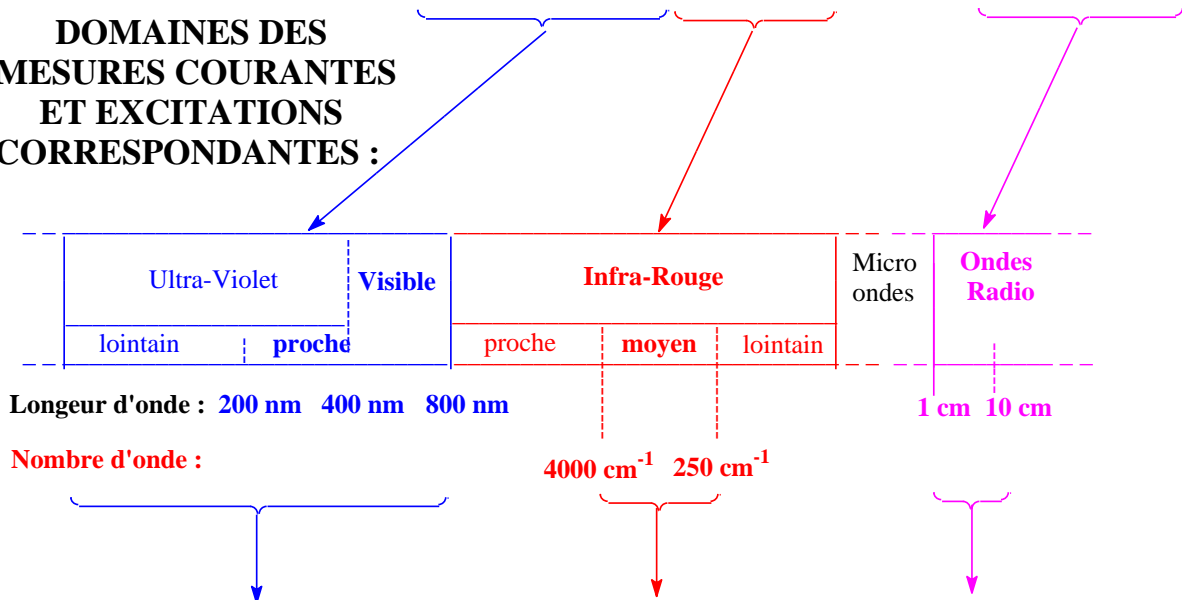 DOMAINES DES
MESURES COURANTES
ET EXCITATIONS
CORRESPONDANTES :
Ultra-Violet Visible Infra-Rouge Micro ondes Ondes Radio
lointain proche proche moyen lointain
Longeur d'onde : 200 nm 400 nm 800 nm 1 cm 10 cm
Nombre d'onde : 4000 cm-1 250 cm-1